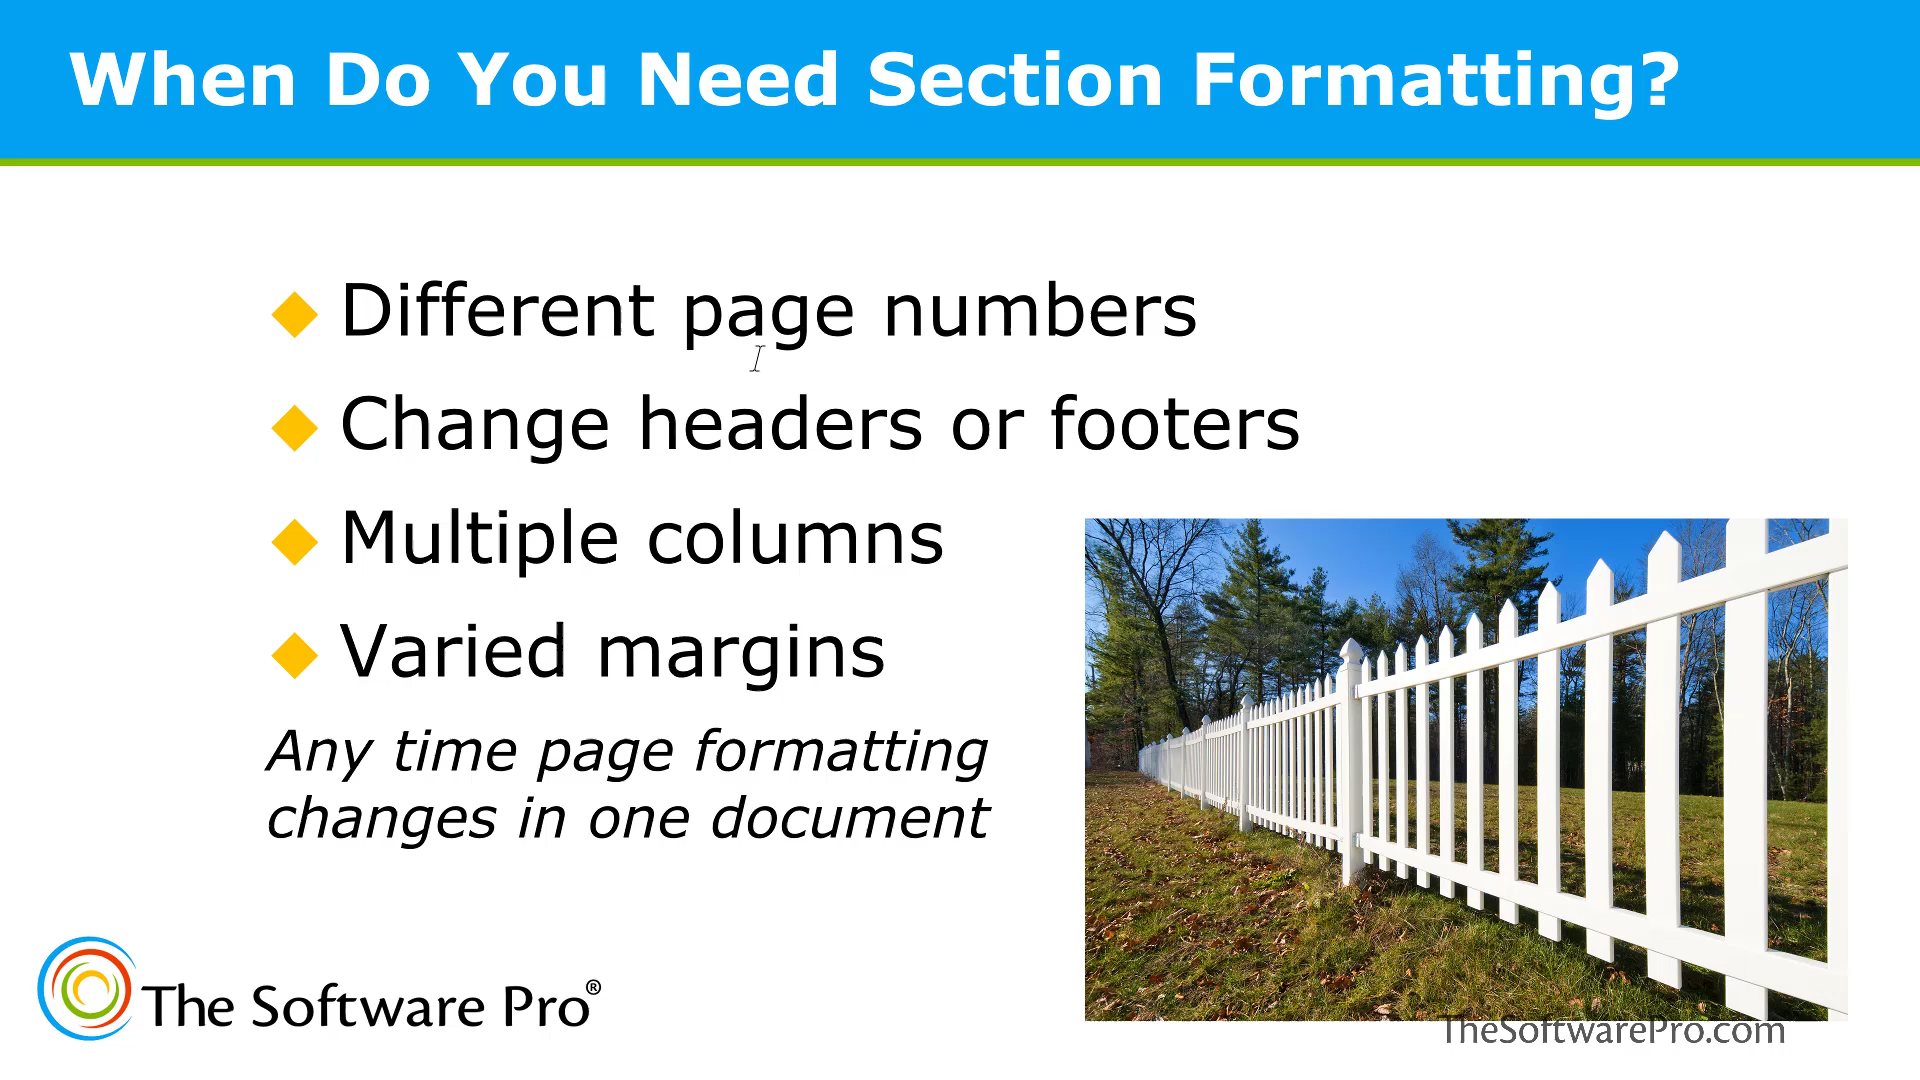 When Do You Need Section Formatting?
Different page numbers
Change headers or footers
Multiple columns
Varied margins
Any time page formatting
changes in one document
The Software Pro®
TheSoftwarePro.com